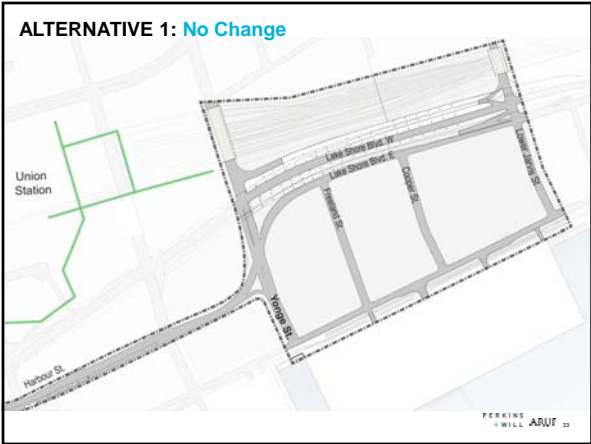 ALTERNATIVE 1: No Change
Union
Station
Lake Shore Blvd. W
Lake Shore Blvd. E
Freeland St.
Cooper St.
Lower Jarvis St.
Yonge St.
Harbour St.
PERKINS
+ WILL ARUP 33